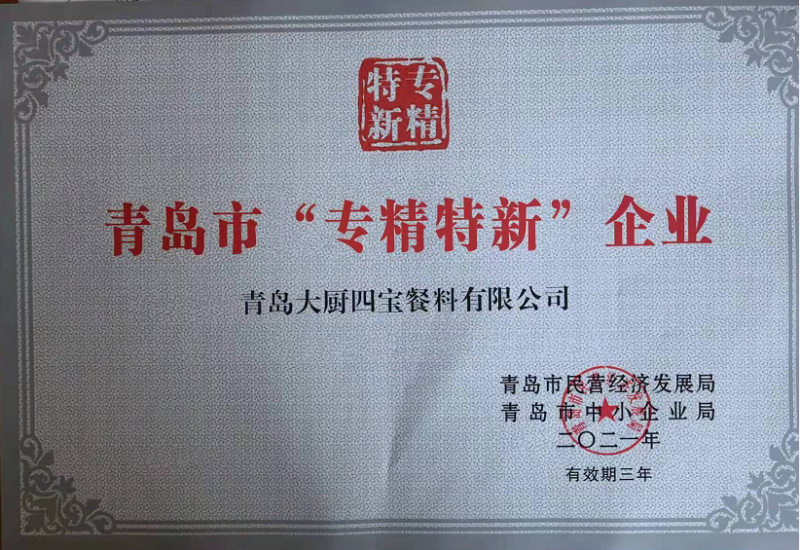 专精
特新
青岛市“专精特新”企业
青岛大厨四宝餐料有限公司
青岛市民营经济发展局
青岛市中小企业局
二〇二一年
有效期三年